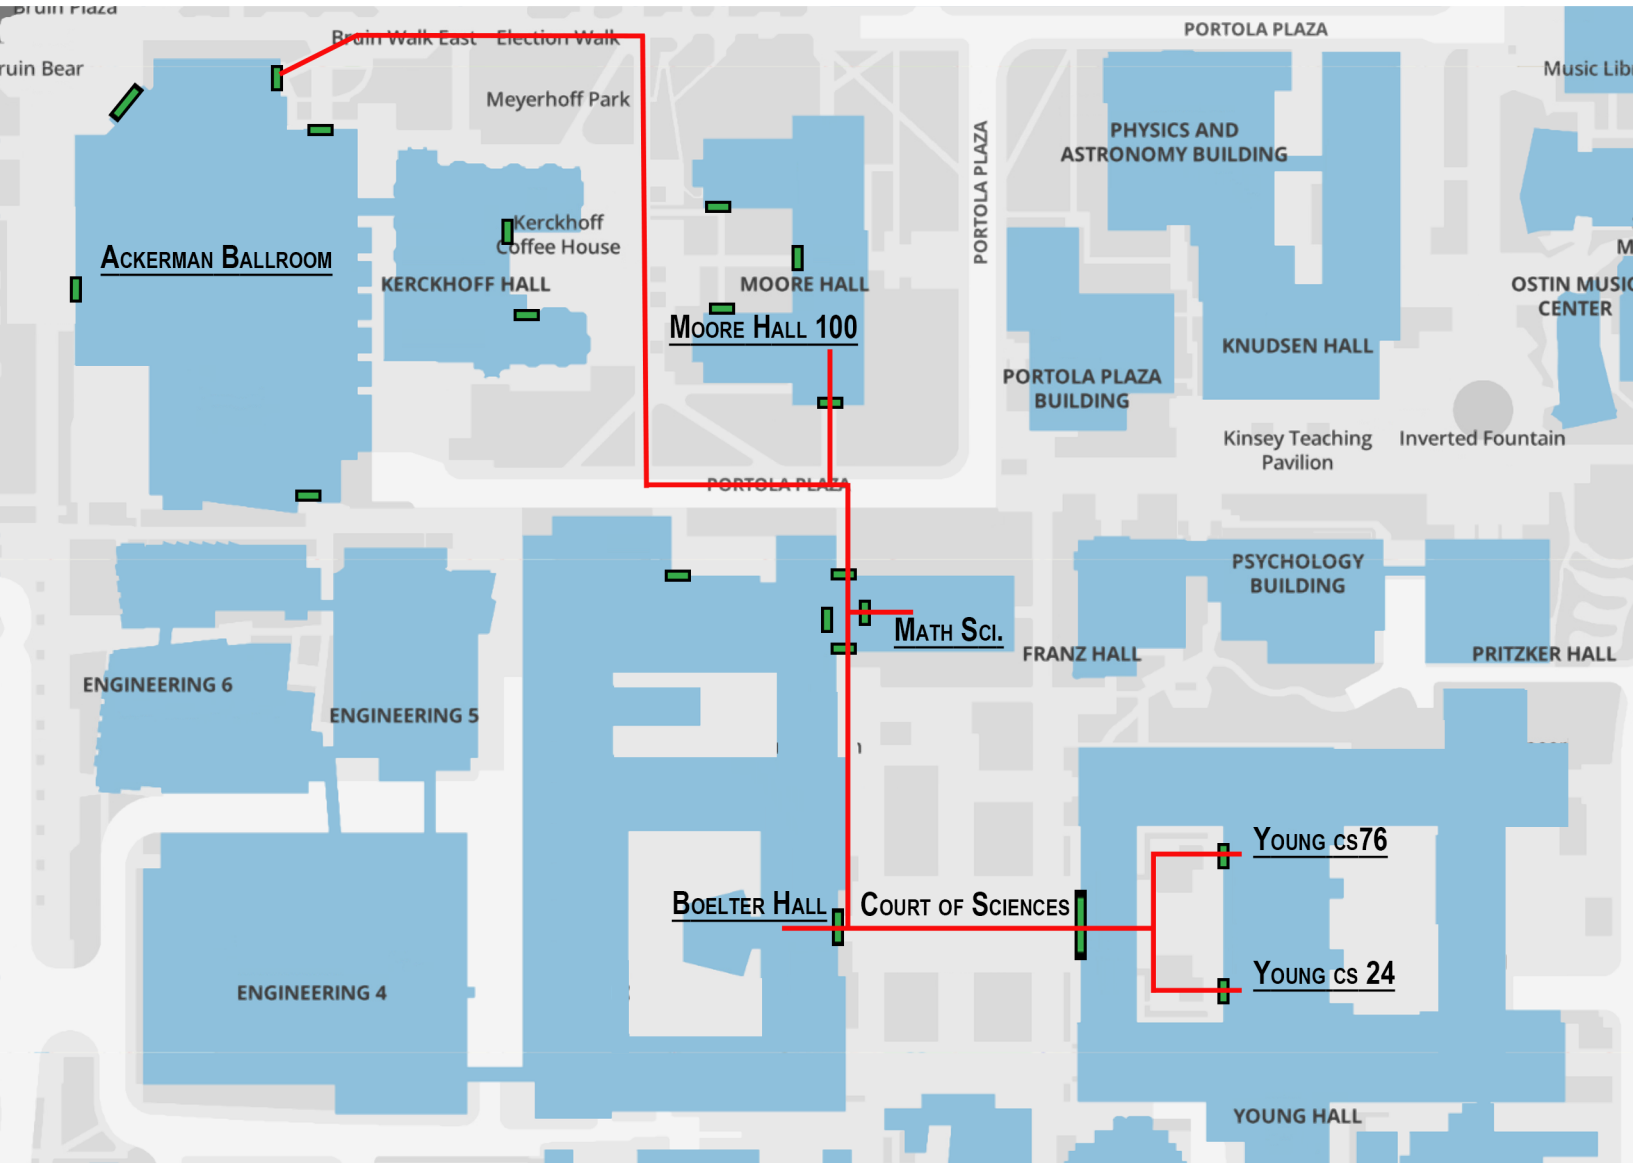 Bruin Plaza
PORTOLA PLAZA
Bruin Walk East
Election Walk
ruin Bear
Music Libr
Meyerhoff Park
PORTOLA PLAZA
PHYSICS AND
ASTRONOMY BUILDING
Kerckhoff
Coffee House
ACKERMAN BALLROOM
KERCKHOFF HALL
MOORE HALL
OSTIN MUSIC
CENTER
MOORE HALL 100
KNUDSEN HALL
PORTOLA PLAZA
BUILDING
Kinsey Teaching
Pavilion
Inverted Fountain
PORTOLA PLAZA
PSYCHOLOGY
BUILDING
MATH SCI.
FRANZ HALL
PRITZKER HALL
ENGINEERING 6
ENGINEERING 5
YOUNG CS76
BOELTER HALL
COURT OF SCIENCES
YOUNG CS 24
ENGINEERING 4
YOUNG HALL